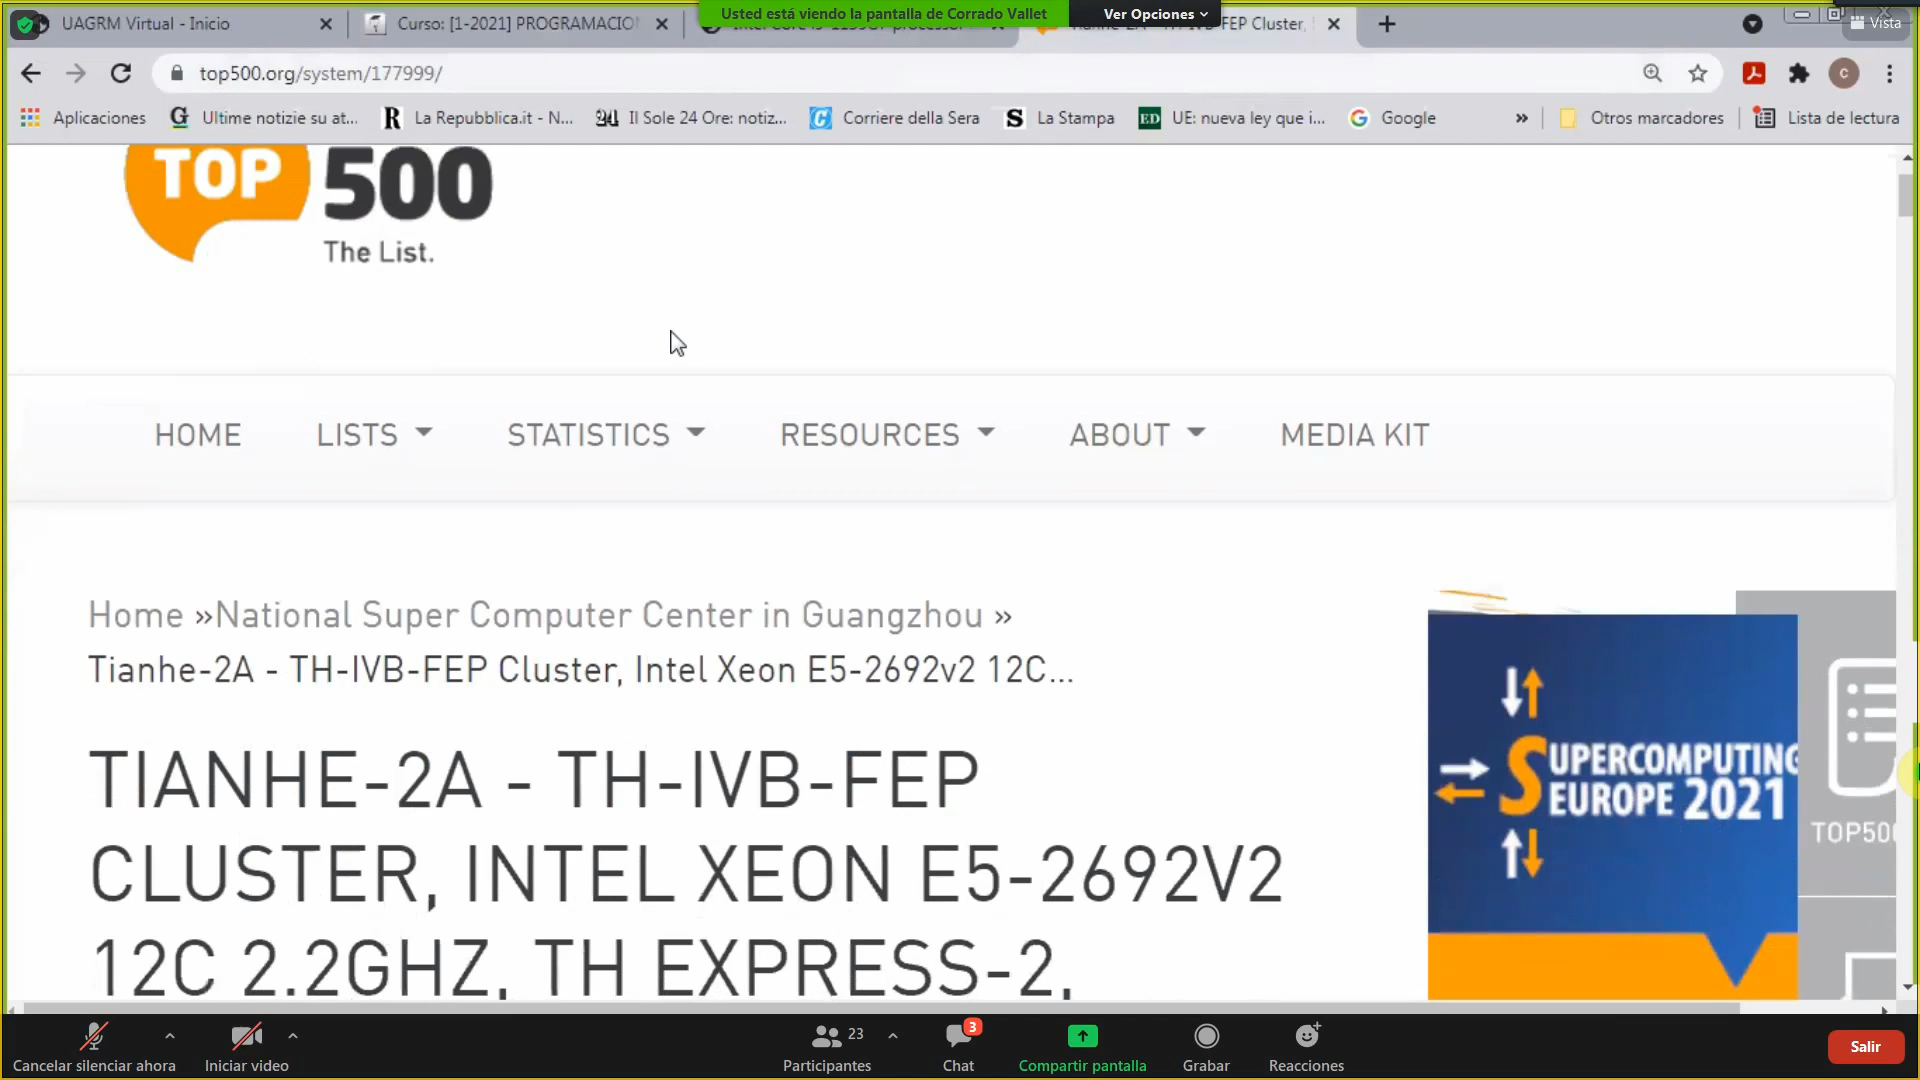 UAGRM Virtual - Inicio
Curso: [1-2021] PROGRAMACION
Usted está viendo la pantalla de Corrado Vallet
Ver Opciones
FEP Cluster,
Vista
top500.org/system/177999/
C
Aplicaciones
G Ultime notizie su at...
R La Repubblica.it - N...
24 Il Sole 24 Ore: notiz...
C Corriere della Sera
S La Stampa
ED UE: nueva ley que i...
G Google
»
Otros marcadores
Lista de lectura
TOP 500
The List.
HOME LISTS STATISTICS RESOURCES ABOUT MEDIA KIT
Home »National Super Computer Center in Guangzhou »
Tianhe-2A - TH-IVB-FEP Cluster, Intel Xeon E5-2692v2 12C...
TIANHE-2A - TH-IVB-FEP
CLUSTER, INTEL XEON E5-2692V2
12C 2.2GHZ, TH EXPRESS-2,
SUPERCOMPUTING
EUROPE 2021
TOP500
Cancelar silenciar ahora
Iniciar video
23
Participantes
3
Chat
Compartir pantalla
Grabar
Reacciones
Salir